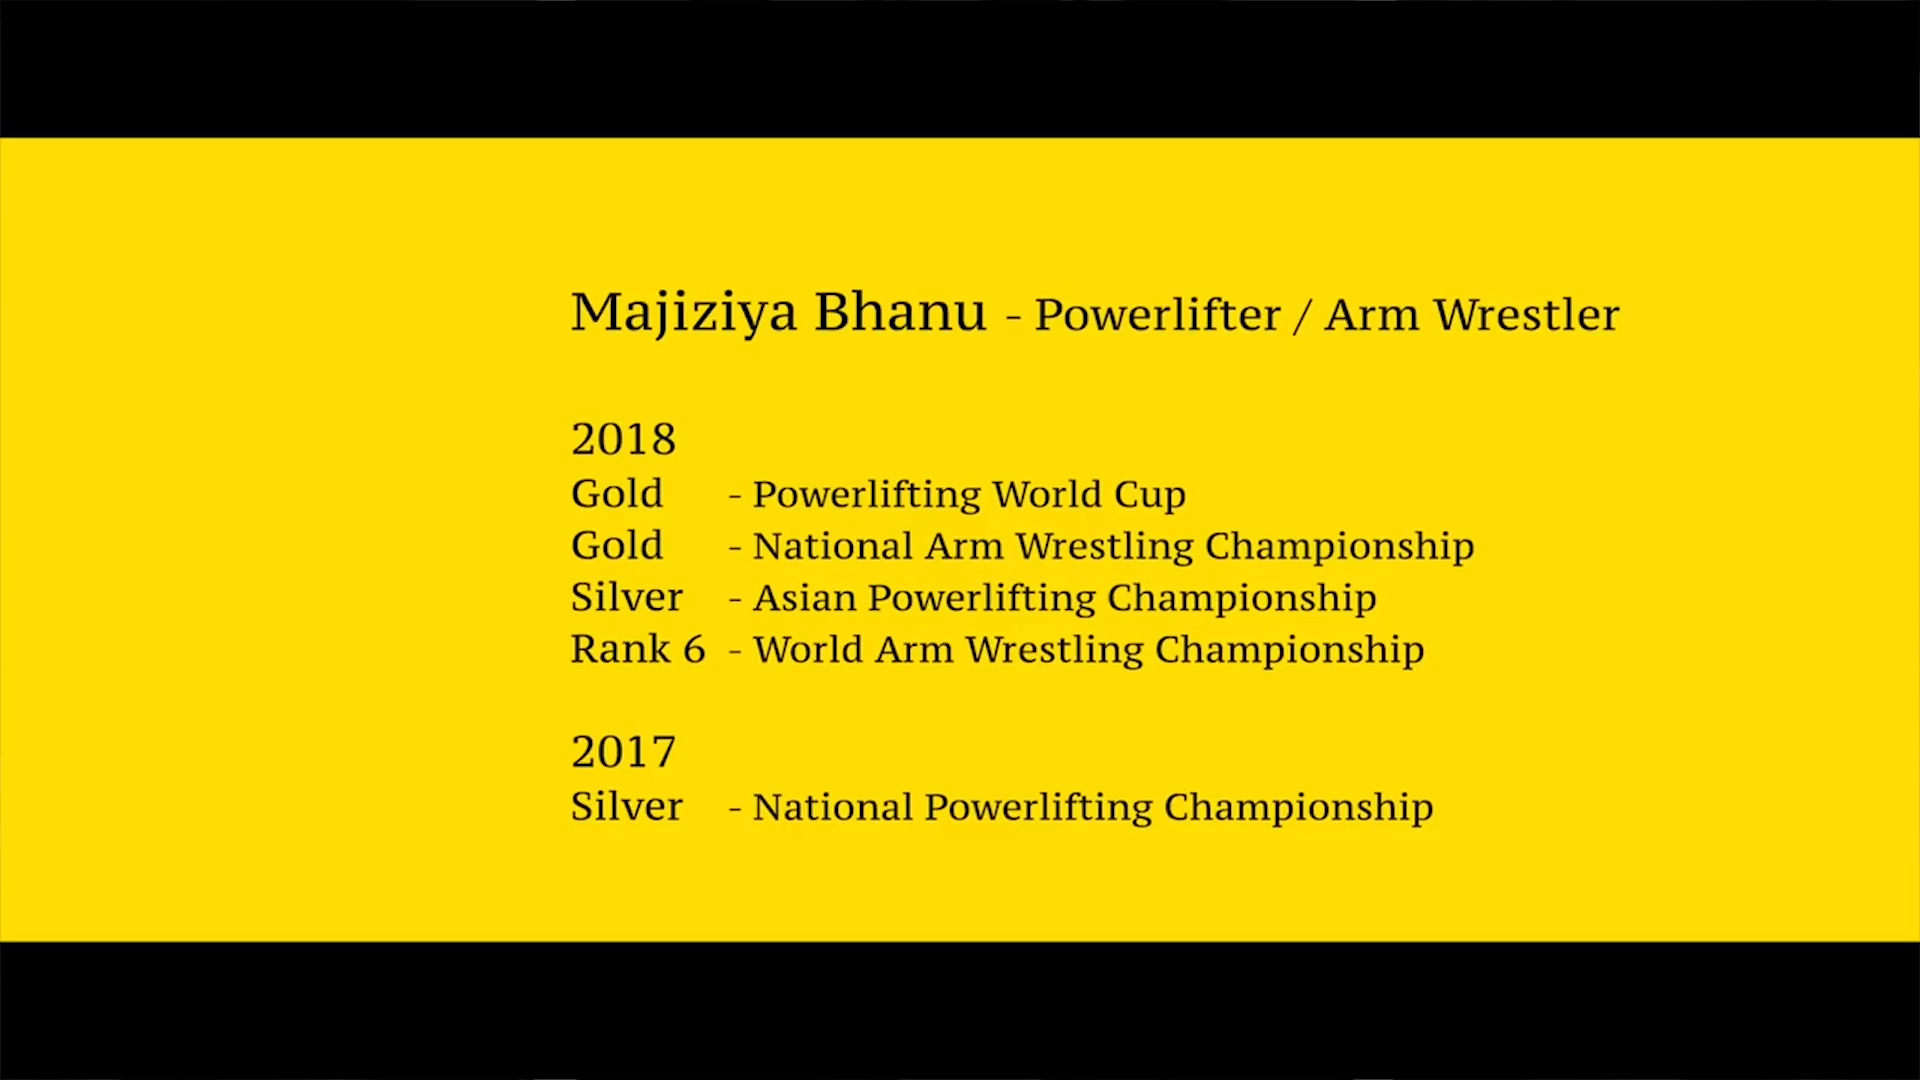 Majiziya Bhanu - Powerlifter / Arm Wrestler
2018
Gold - Powerlifting World Cup
Gold - National Arm Wrestling Championship
Silver - Asian Powerlifting Championship
Rank 6 - World Arm Wrestling Championship
2017
Silver - National Powerlifting Championship